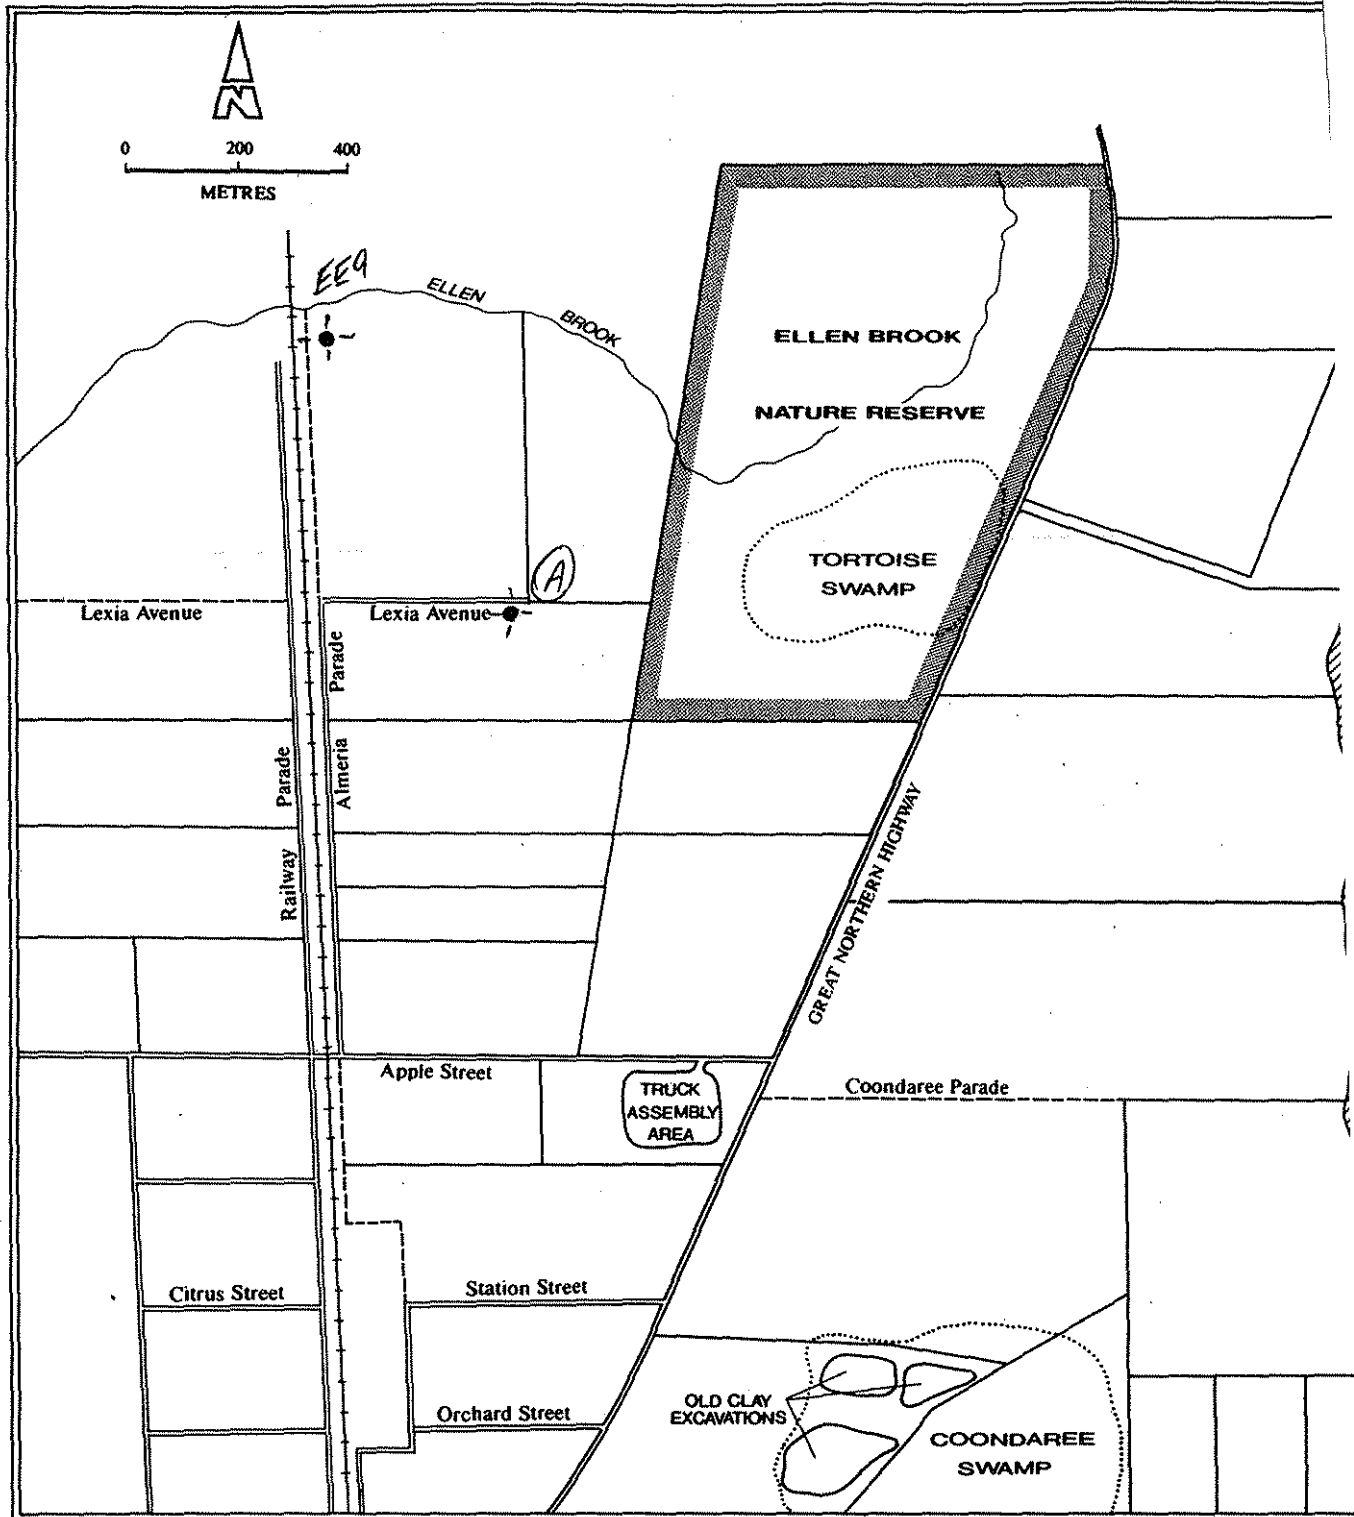 N
0 200 400
METRES
EE9
ELLEN BROOK
ELLEN BROOK
NATURE RESERVE
TORTOISE
SWAMP
A
Lexia Avenue
Lexia Avenue
Railway Parade
Almeria Parade
GREAT NORTHERN HIGHWAY
Apple Street
TRUCK
ASSEMBLY
AREA
Coondaree Parade
Citrus Street
Station Street
Orchard Street
OLD CLAY
EXCAVATIONS
COONDAREE
SWAMP